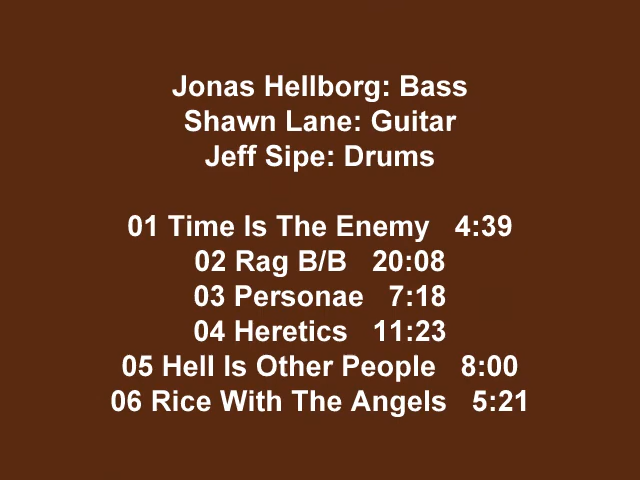 Jonas Hellborg: Bass
Shawn Lane: Guitar
Jeff Sipe: Drums
01 Time Is The Enemy 4:39
02 Rag B/B 20:08
03 Personae 7:18
04 Heretics 11:23
05 Hell Is Other People 8:00
06 Rice With The Angels 5:21